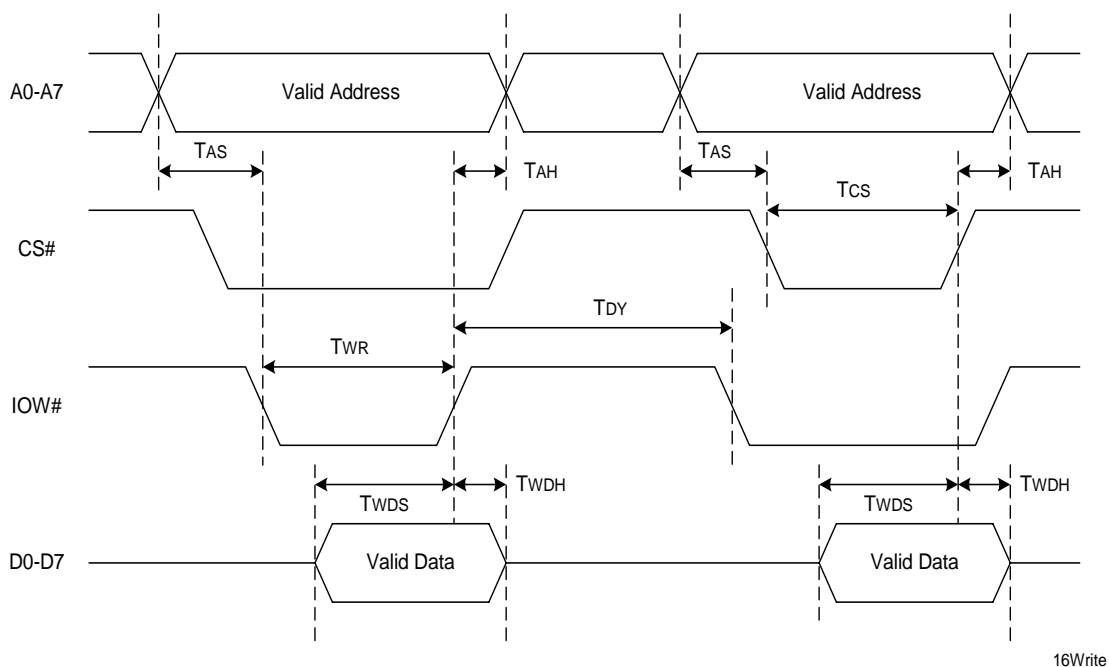 A0-A7
Valid Address
Valid Address
TAS
TAH
TAS
TAH
TCS
CS#
TDY
TWR
IOW#
TWDS
TWDH
TWDS
TWDH
D0-D7
Valid Data
Valid Data
16Write